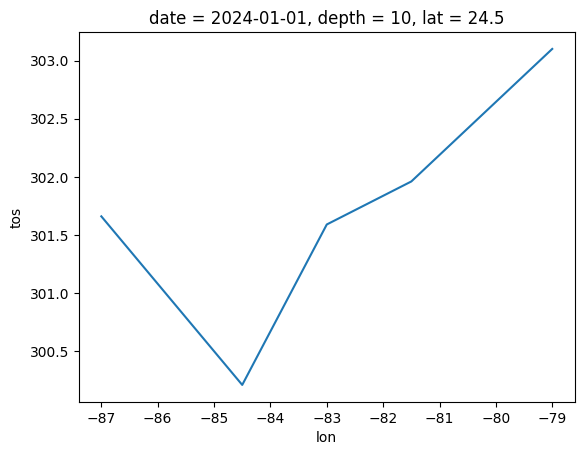 date = 2024-01-01, depth = 10, lat = 24.5
303.0
302.5
302.0
301.5
301.0
300.5
tos
−87 −86 −85 −84 −83 −82 −81 −80 −79
lon